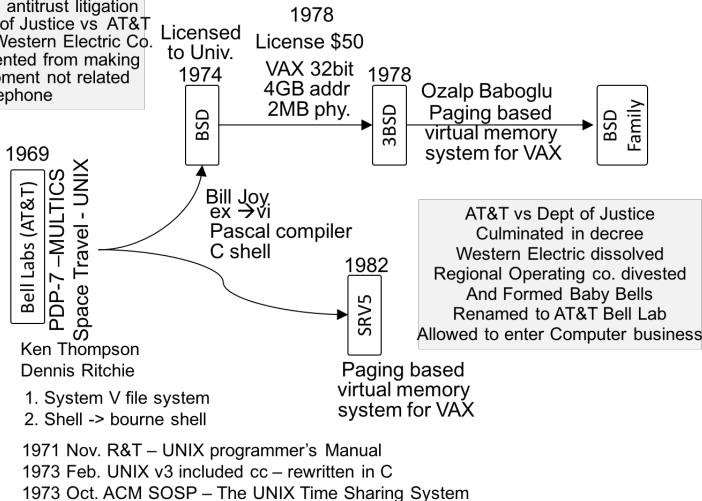 antitrust litigation
of Justice vs AT&T
Western Electric Co.
ented from making
pment not related
ephone
Licensed
to Univ.
1974
BSD
1978
License $50
VAX 32bit
4GB addr
2MB phy.
1978
3BSD
Ozalp Baboglu
Paging based
virtual memory
system for VAX
BSD
Family
1969
Bell Labs (AT&T)
PDP-7 –MULTICS
Space Travel - UNIX
Bill Joy
ex →vi
Pascal compiler
C shell
1982
SRV5
Paging based
virtual memory
system for VAX
AT&T vs Dept of Justice
Culminated in decree
Western Electric dissolved
Regional Operating co. divested
And Formed Baby Bells
Renamed to AT&T Bell Lab
Allowed to enter Computer business
Ken Thompson
Dennis Ritchie
1. System V file system
2. Shell -> bourne shell
1971 Nov. R&T – UNIX programmer's Manual
1973 Feb. UNIX v3 included cc – rewritten in C
1973 Oct. ACM SOSP – The UNIX Time Sharing System